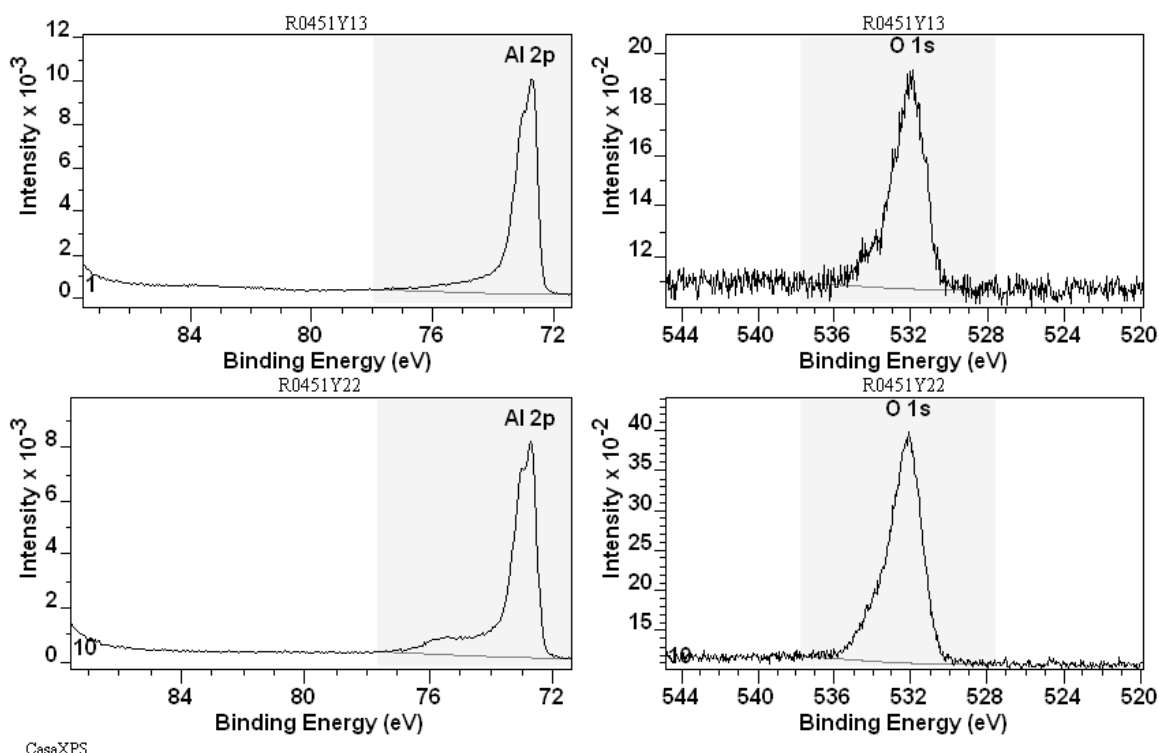 R0451Y13
Al 2p
Intensity x 10-3
12
10
8
6
4
2
0
1
84 80 76 72
Binding Energy (eV)
R0451Y13
O 1s
Intensity x 10-2
20
18
16
14
12
544 540 536 532 528 524 520
Binding Energy (eV)
R0451Y22
Al 2p
Intensity x 10-3
8
6
4
2
0
10
84 80 76 72
Binding Energy (eV)
R0451Y22
O 1s
Intensity x 10-2
40
35
30
25
20
15
10
544 540 536 532 528 524 520
Binding Energy (eV)
CasaXPS